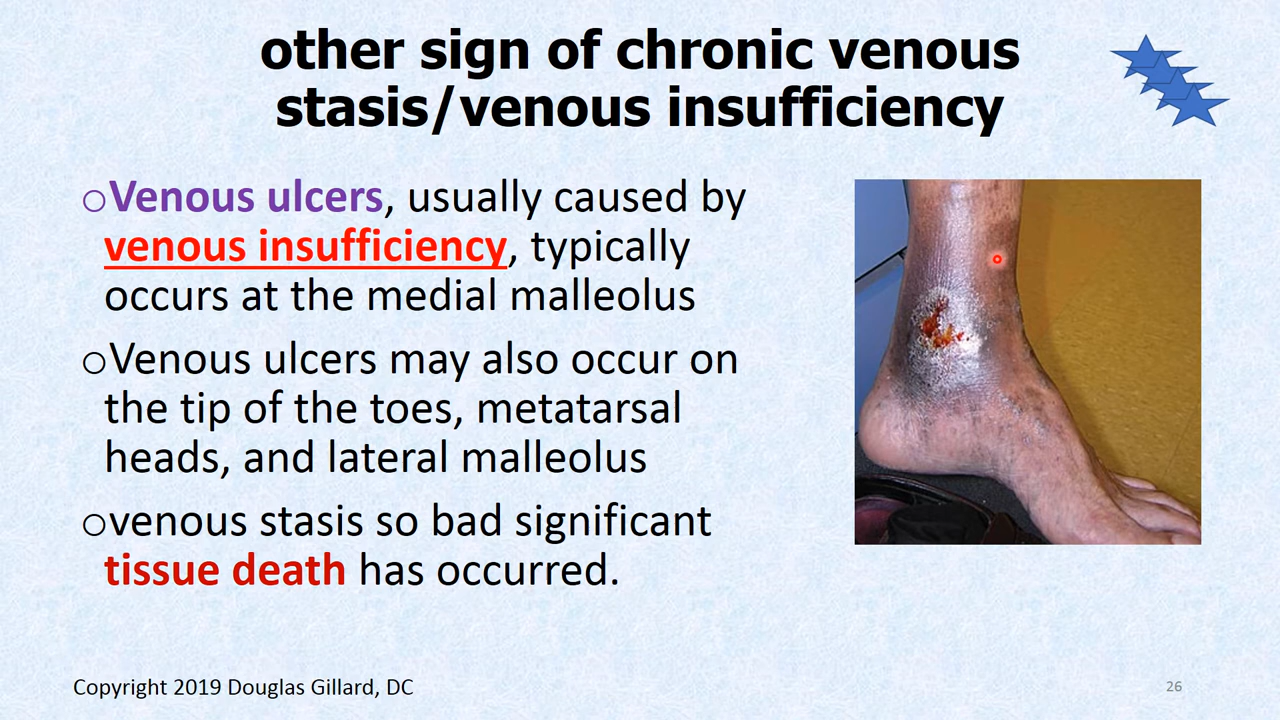 other sign of chronic venous
stasis/venous insufficiency
oVenous ulcers, usually caused by
venous insufficiency, typically
occurs at the medial malleolus
oVenous ulcers may also occur on
the tip of the toes, metatarsal
heads, and lateral malleolus
ovenous stasis so bad significant
tissue death has occurred.
Copyright 2019 Douglas Gillard, DC
26